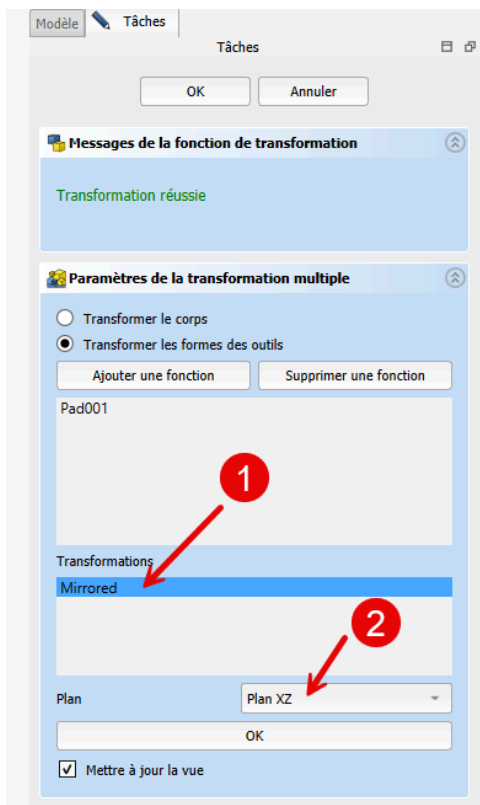 Modèle Tâches
Tâches
OK Annuler
Messages de la fonction de transformation
Transformation réussie
Paramètres de la transformation multiple
Transformer le corps
Transformer les formes des outils
Ajouter une fonction Supprimer une fonction
Pad001
1
Transformations
Mirrored
2
Plan Plan XZ
OK
Mettre à jour la vue